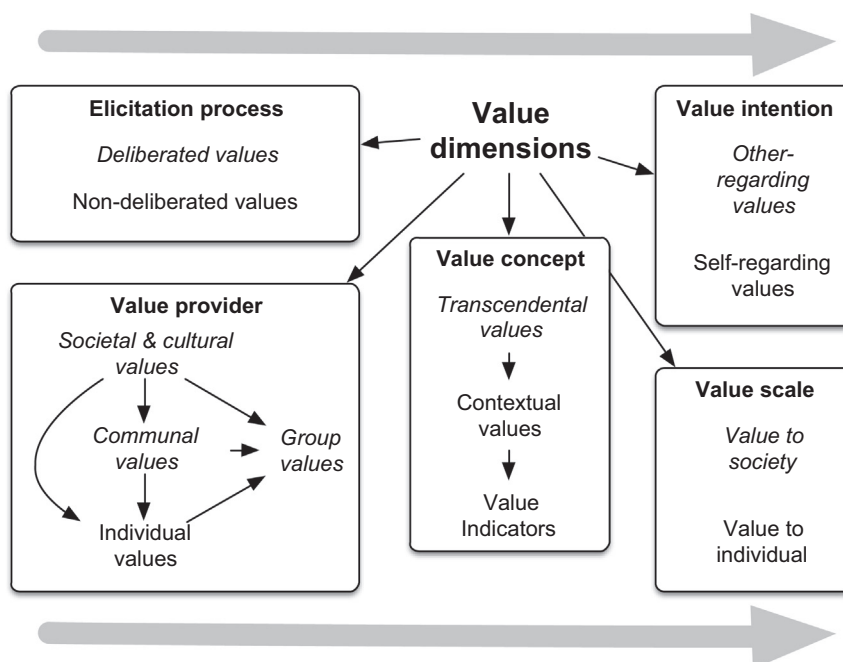 Elicitation process
Deliberated values
Non-deliberated values
Value
dimensions
Value intention
Other-
regarding
values
Self-regarding
values
Value provider
Societal & cultural
values
Communal
values
Group
values
Individual
values
Value concept
Transcendental
values
Contextual
values
Value
Indicators
Value scale
Value to
society
Value to
individual